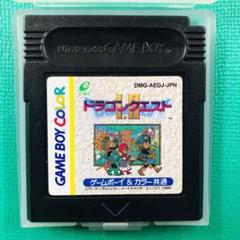 Nintendo GAME BOY
DMG-AEDJ-JPN
GAME BOY COLOR
ドラゴンクエスト
I・II
ゲームボーイ&カラー共通